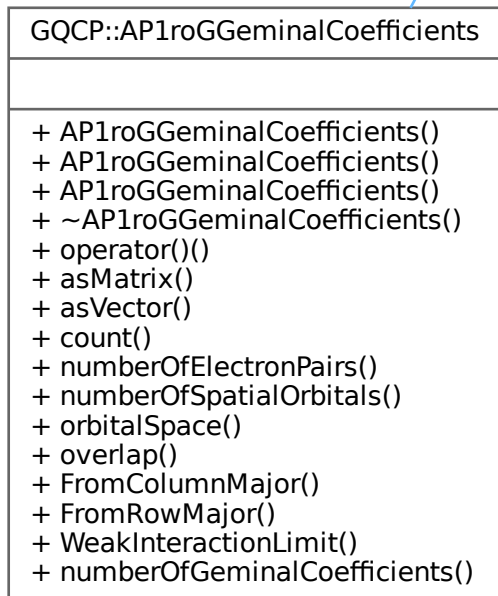 GQCP::AP1roGGeminalCoefficients
+ AP1roGGeminalCoefficients()
+ AP1roGGeminalCoefficients()
+ AP1roGGeminalCoefficients()
+ ~AP1roGGeminalCoefficients()
+ operator()()
+ asMatrix()
+ asVector()
+ count()
+ numberOfElectronPairs()
+ numberOfSpatialOrbitals()
+ orbitalSpace()
+ overlap()
+ FromColumnMajor()
+ FromRowMajor()
+ WeakInteractionLimit()
+ numberOfGeminalCoefficients()